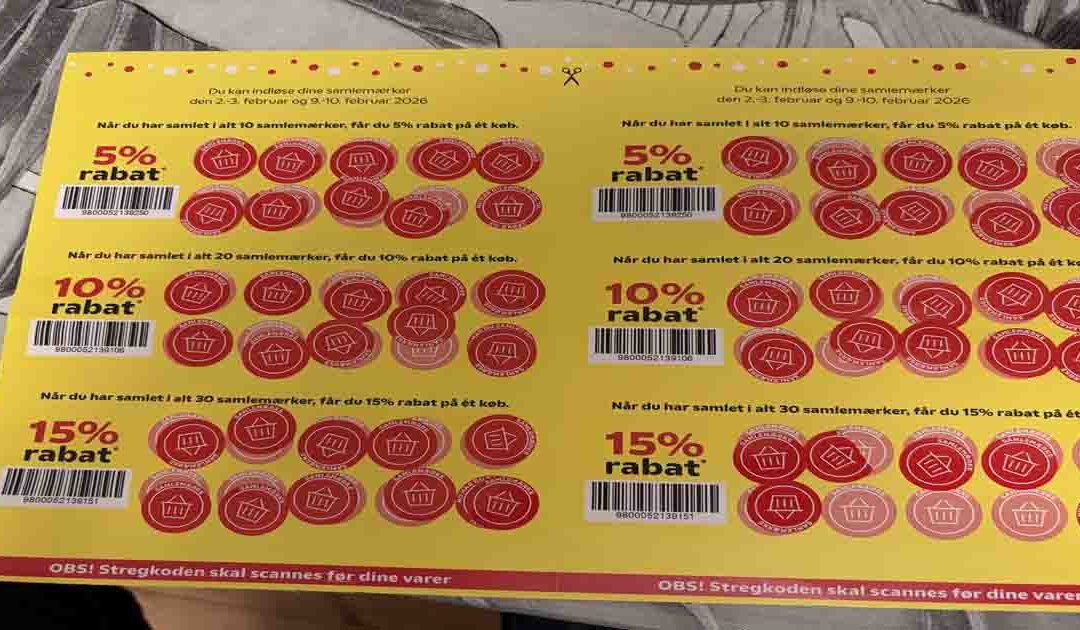 Du kan indløse dine samlemærker
den 2.-3. februar og 9.-10. februar 2026
Når du har samlet i alt 10 samlemærker, får du 5% rabat på ét køb.
5%
rabat*
9800052139250
Når du har samlet i alt 20 samlemærker, får du 10% rabat på ét køb.
10%
rabat*
9800052139106
Når du har samlet i alt 30 samlemærker, får du 15% rabat på ét køb.
15%
rabat*
9800052139151
OBS! Stregkoden skal scannes før dine varer
Du kan indløse dine samlemærker
den 2.-3. februar og 9.-10. februar 2026
Når du har samlet i alt 10 samlemærker, får du 5% rabat på ét køb.
5%
rabat*
9800052139250
Når du har samlet i alt 20 samlemærker, får du 10% rabat på ét
10%
rabat*
9800052139106
Når du har samlet i alt 30 samlemærker, får du 15% rabat på ét
15%
rabat*
9800052139151
OBS! Stregkoden skal scannes før dine varer